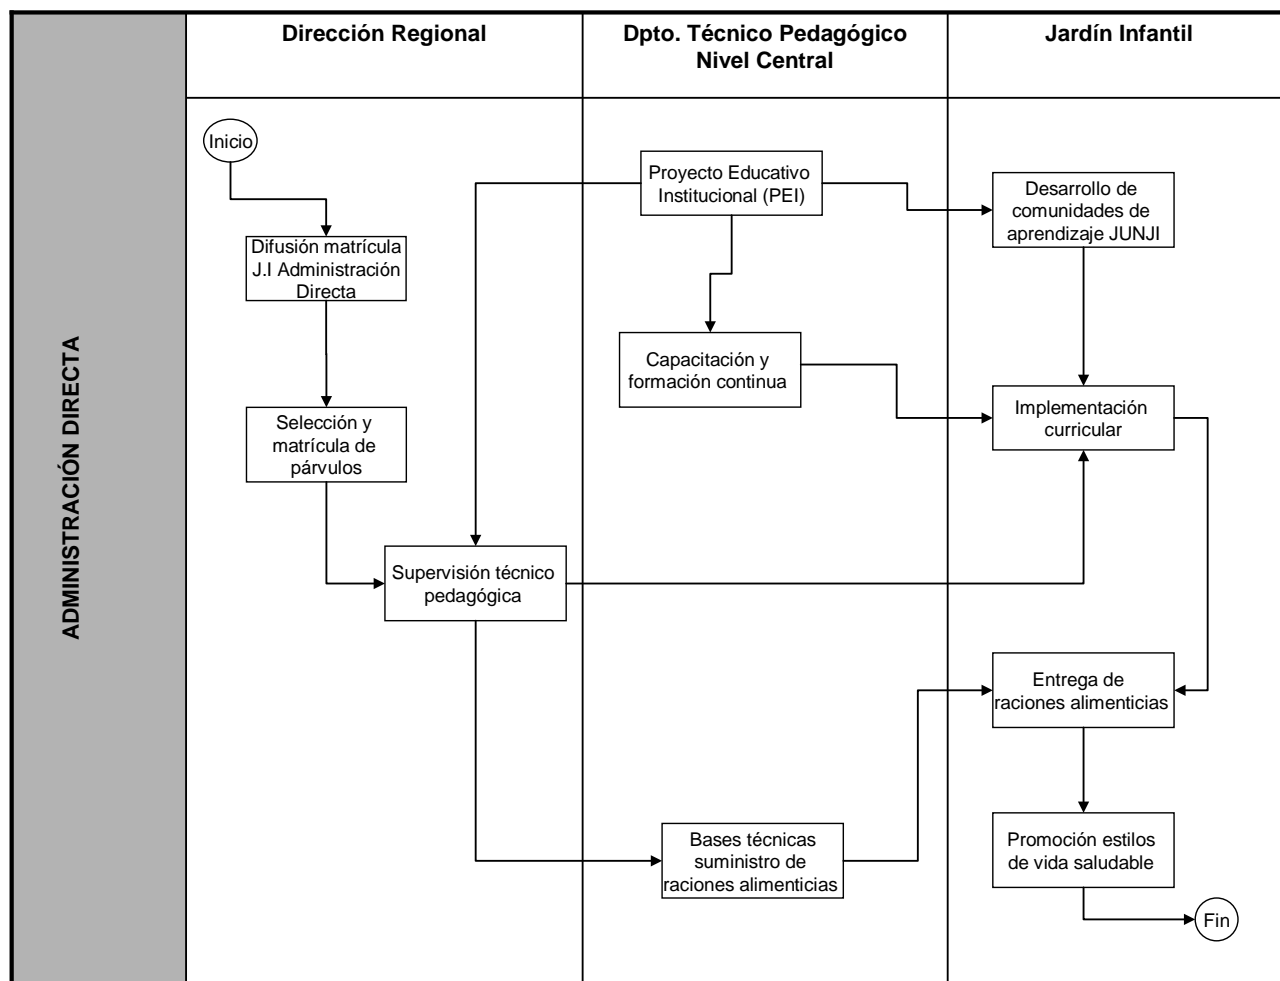 Dirección Regional
Dpto. Técnico Pedagógico
Nivel Central
Jardín Infantil
ADMINISTRACIÓN DIRECTA
Inicio
Difusión matrícula
J.I Administración
Directa
Selección y
matrícula de
párvulos
Supervisión técnico
pedagógica
Proyecto Educativo
Institucional (PEI)
Capacitación y
formación continua
Bases técnicas
suministro de
raciones alimenticias
Desarrollo de
comunidades de
aprendizaje JUNJI
Implementación
curricular
Entrega de
raciones alimenticias
Promoción estilos
de vida saludable
Fin